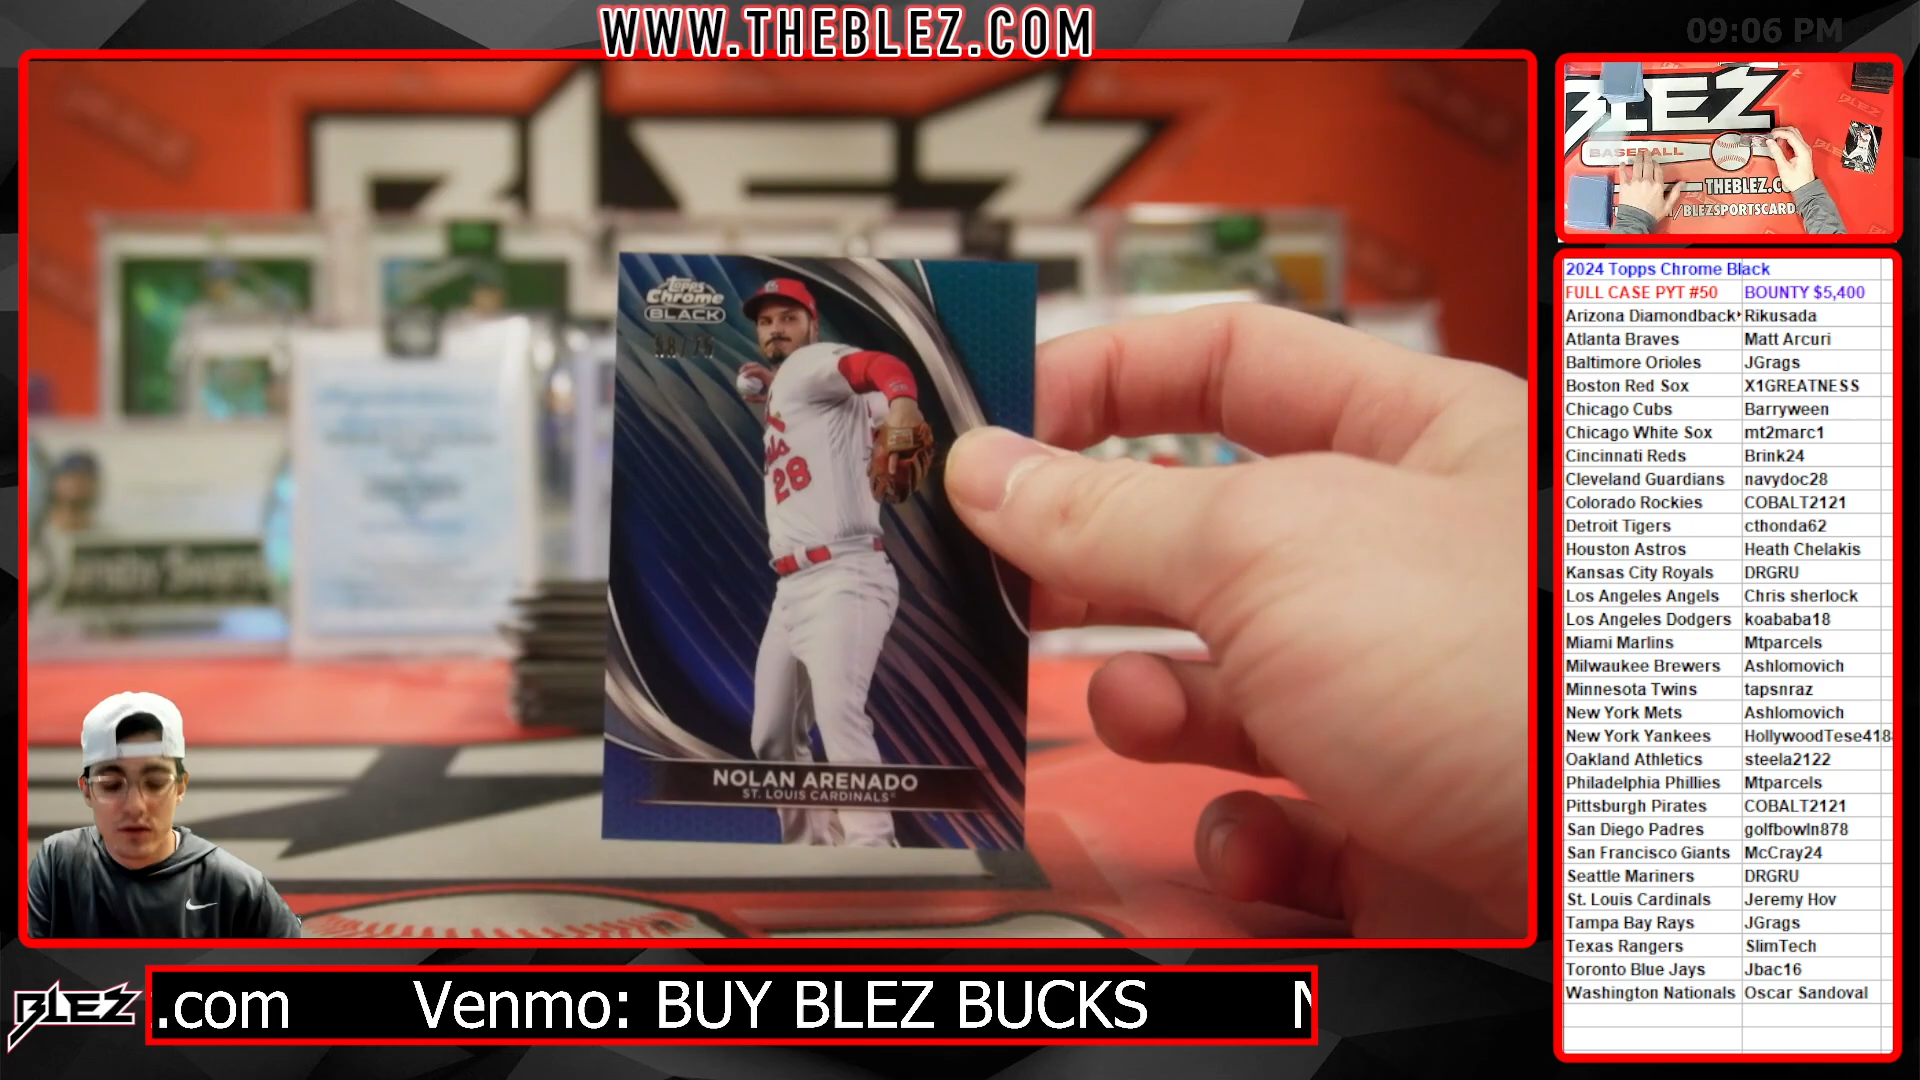 WWW.THEBLEZ.COM
09:06 PM
BLEZ
Topps
Chrome
BLACK
28
NOLAN ARENADO
ST. LOUIS CARDINALS
BLEZ
BASEBALL
THEBLEZ.CO
/BLEZSPORTSCARD
2024 Topps Chrome Black
FULL CASE PYT #50 BOUNTY $5,400
Arizona Diamondback Rikusada
Atlanta Braves Matt Arcuri
Baltimore Orioles JGrags
Boston Red Sox X1GREATNESS
Chicago Cubs Barryween
Chicago White Sox mt2marc1
Cincinnati Reds Brink24
Cleveland Guardians navydoc28
Colorado Rockies COBALT2121
Detroit Tigers cthonda62
Houston Astros Heath Chelakis
Kansas City Royals DRGRU
Los Angeles Angels Chris sherlock
Los Angeles Dodgers koababa18
Miami Marlins Mtparcels
Milwaukee Brewers Ashlomovich
Minnesota Twins tapsnraz
New York Mets Ashlomovich
New York Yankees HollywoodTese418
Oakland Athletics steela2122
Philadelphia Phillies Mtparcels
Pittsburgh Pirates COBALT2121
San Diego Padres golfbowln878
San Francisco Giants McCray24
Seattle Mariners DRGRU
St. Louis Cardinals Jeremy Hov
Tampa Bay Rays JGrags
Texas Rangers SlimTech
Toronto Blue Jays Jbac16
Washington Nationals Oscar Sandoval
BLEZ
.com Venmo: BUY BLEZ BUCKS